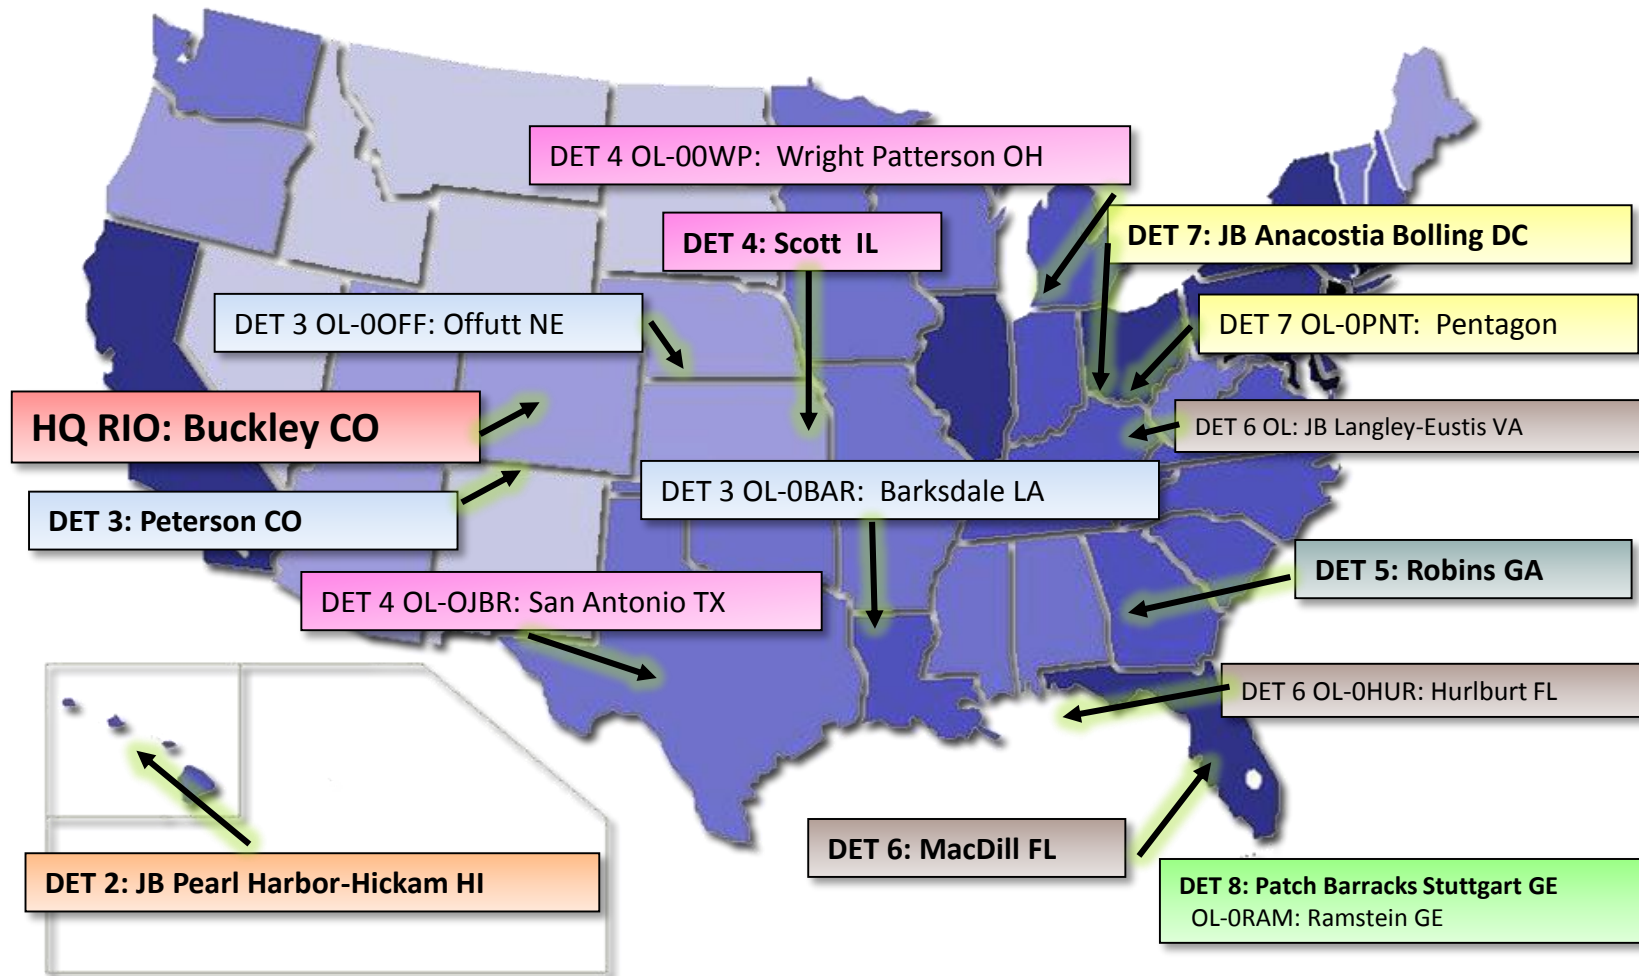 DET 4 OL-00WP:  Wright Patterson OH
DET 4: Scott  IL
DET 7: JB Anacostia Bolling DC
DET 3 OL-0OFF: Offutt NE
DET 7 OL-0PNT:  Pentagon
HQ RIO: Buckley CO
DET 6 OL: JB Langley-Eustis VA
DET 3 OL-0BAR:  Barksdale LA
DET 3: Peterson CO
DET 5: Robins GA
DET 4 OL-OJBR: San Antonio TX
DET 6 OL-0HUR: Hurlburt FL
DET 6: MacDill FL
DET 2: JB Pearl Harbor-Hickam HI
DET 8: Patch Barracks Stuttgart GE
OL-0RAM: Ramstein GE